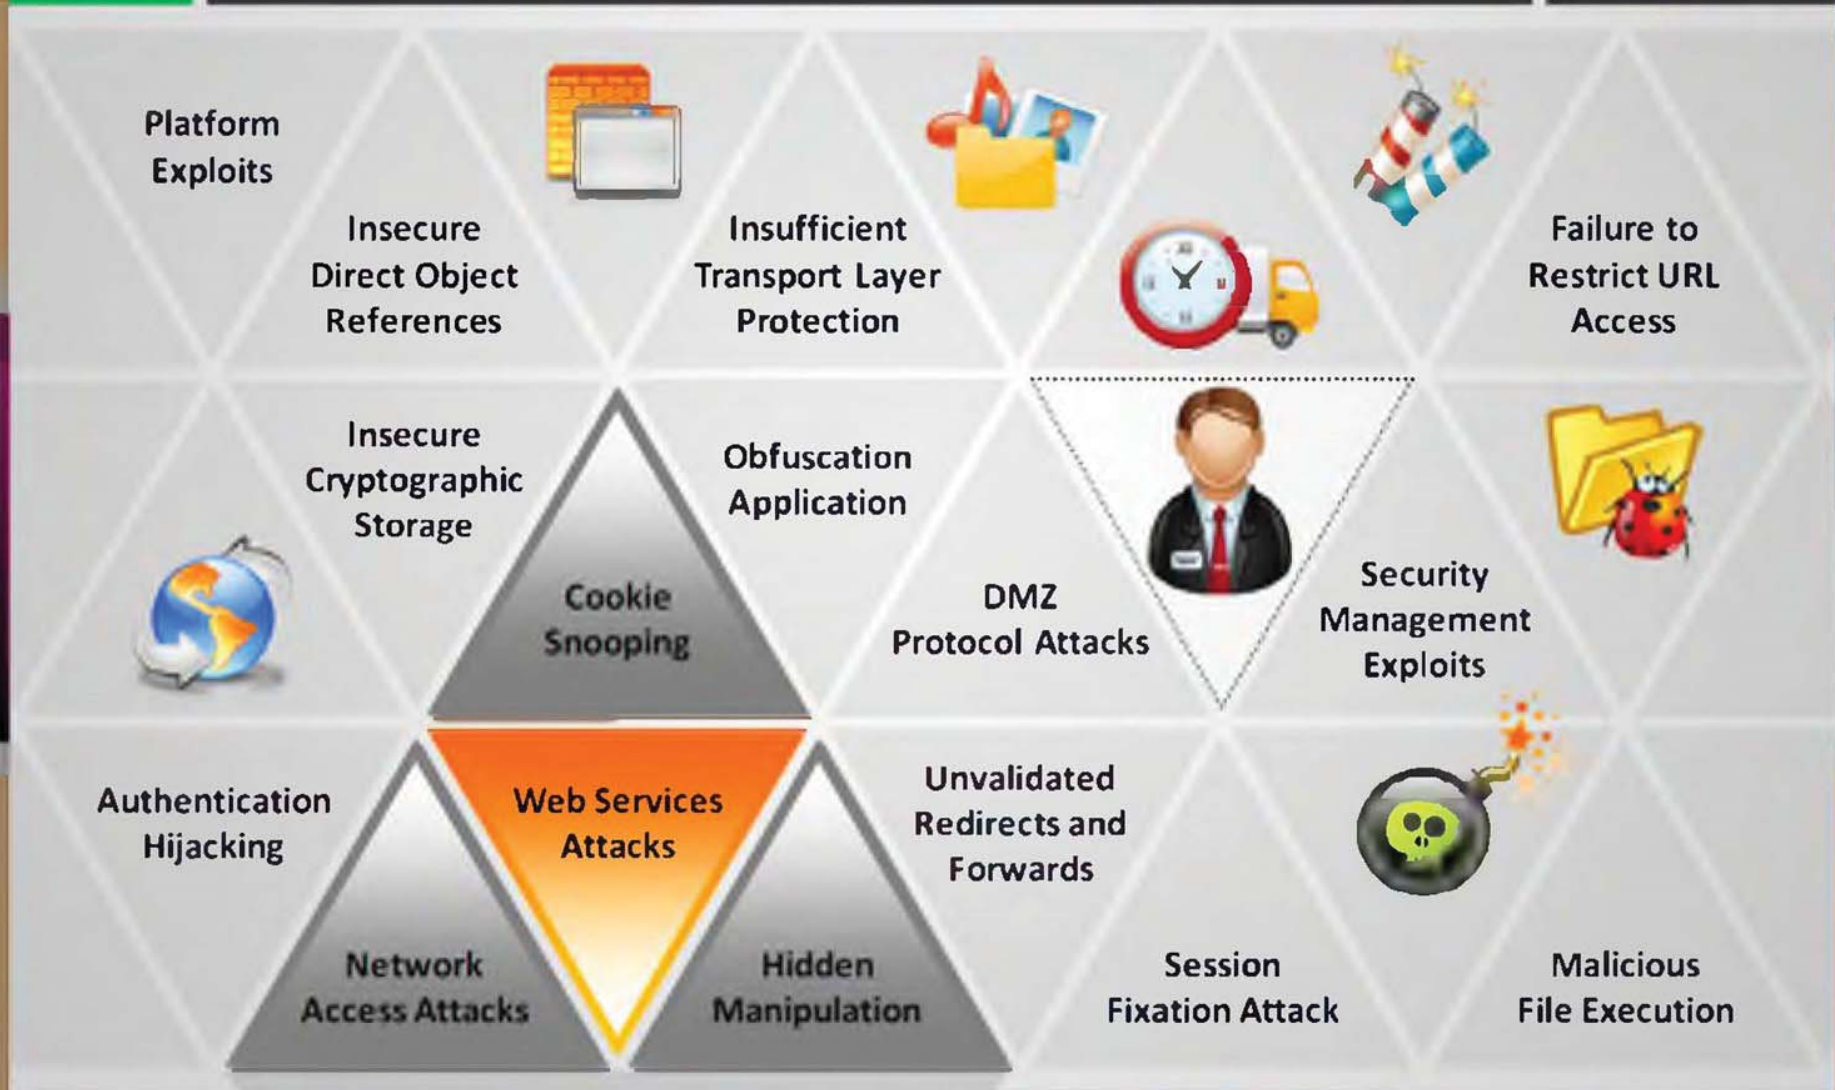 Platform
Exploits
Insecure
Direct Object
References
Insufficient
Transport Layer
Protection
Failure to
Restrict URL
Access
Insecure
Cryptographic
Storage
Cookie
Snooping
Obfuscation
Application
DMZ
Protocol Attacks
Security
Management
Exploits
Authentication
Hijacking
Network
Access Attacks
Web Services
Attacks
Hidden
Manipulation
Unvalidated
Redirects and
Forwards
Session
Fixation Attack
Malicious
File Execution